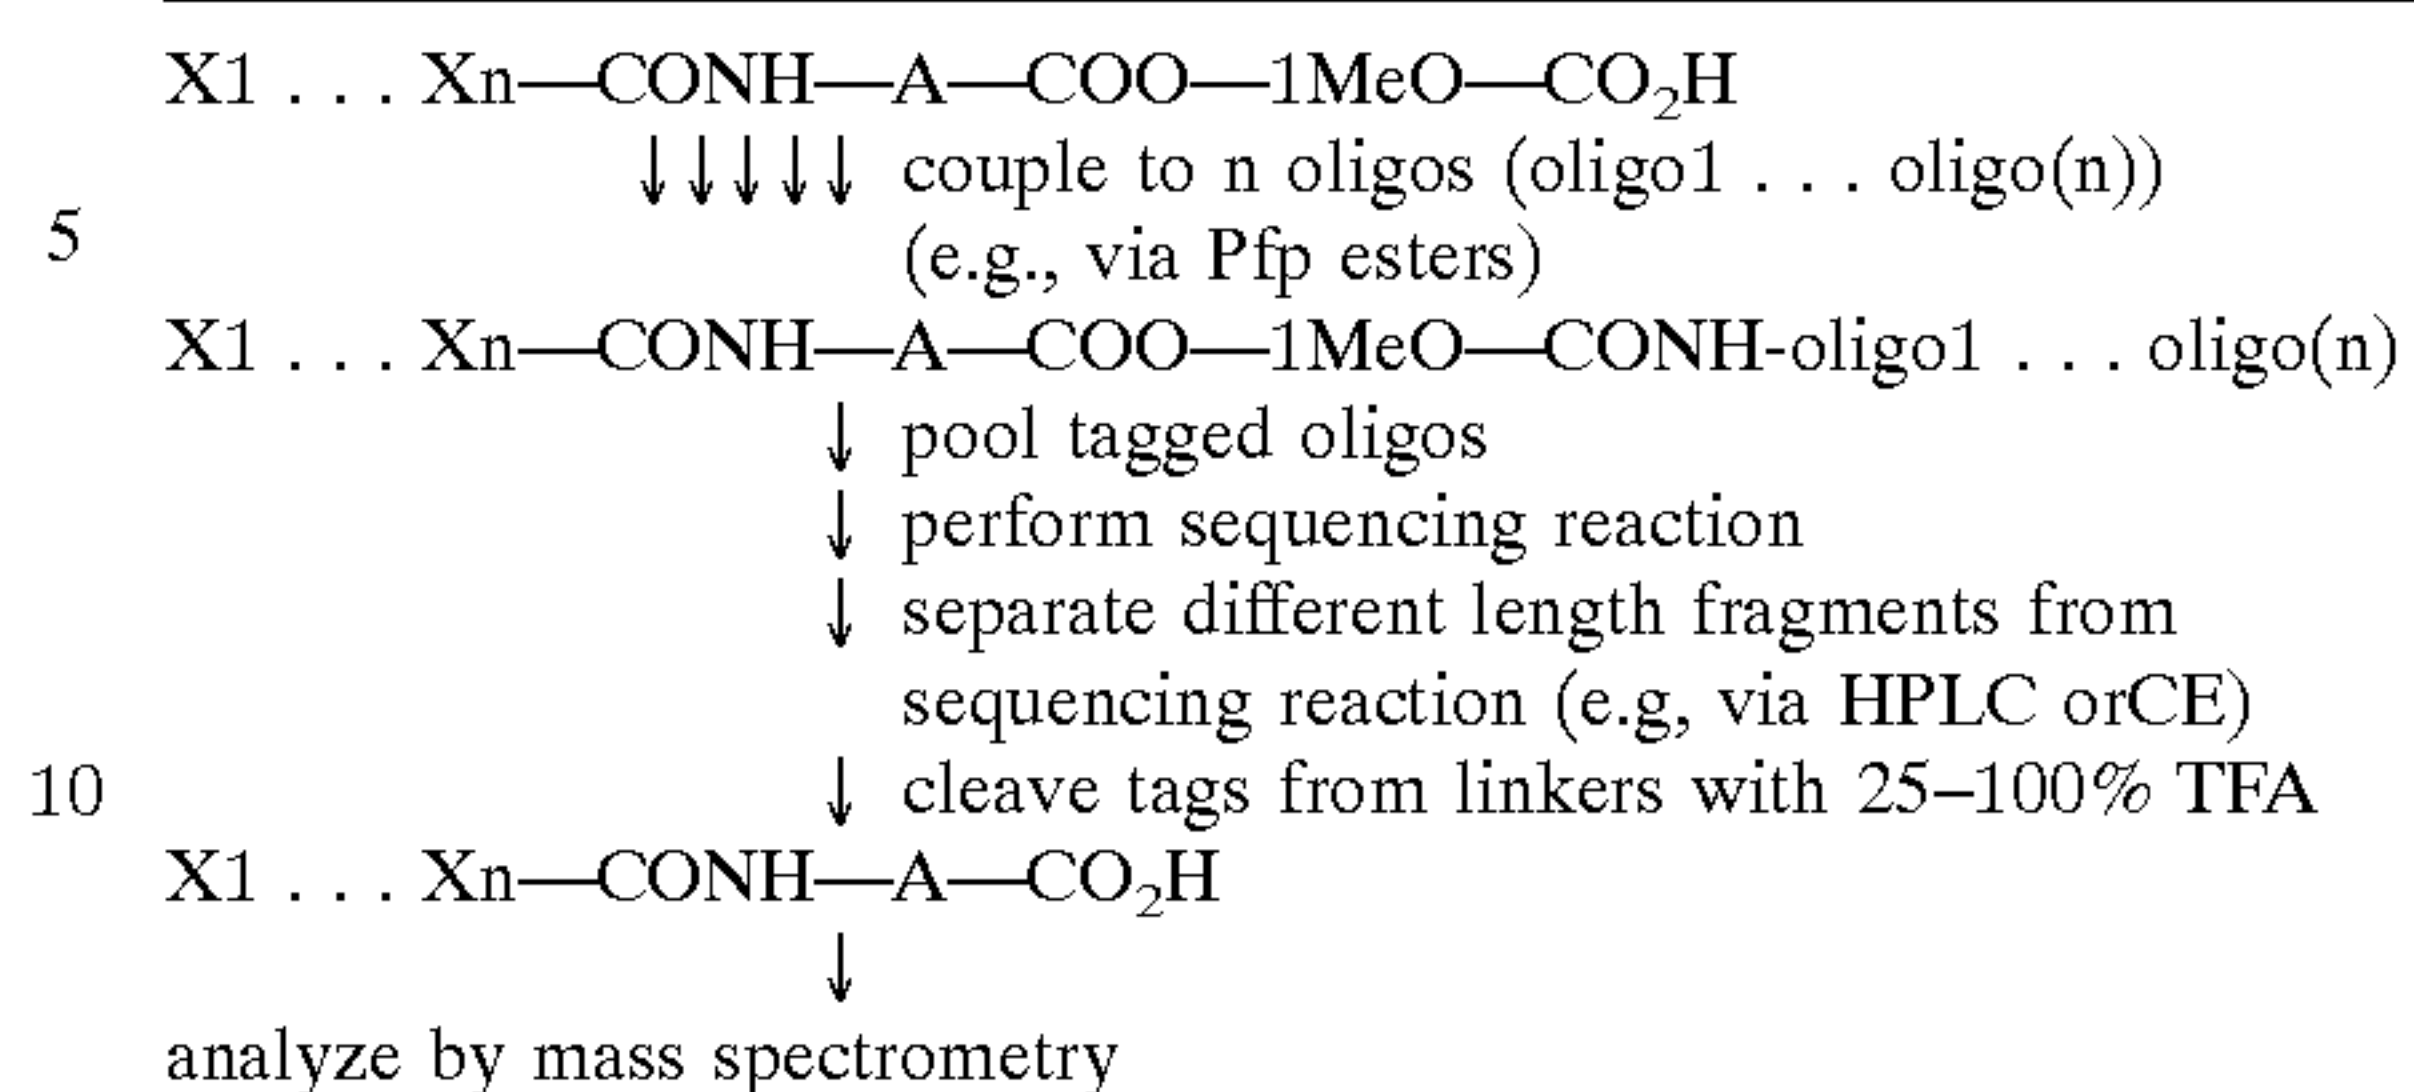 X1 . . . Xn—CONH—A—COO—1MeO—CO₂H
↓↓↓↓↓ couple to n oligos (oligo1 . . . oligo(n))
5
(e.g., via Pfp esters)
X1 . . . Xn—CONH—A—COO—1MeO—CONH-oligo1 . . . oligo(n)
↓ pool tagged oligos
↓ perform sequencing reaction
↓ separate different length fragments from
sequencing reaction (e.g, via HPLC orCE)
10 ↓ cleave tags from linkers with 25–100% TFA
X1 . . . Xn—CONH—A—CO₂H
↓
analyze by mass spectrometry